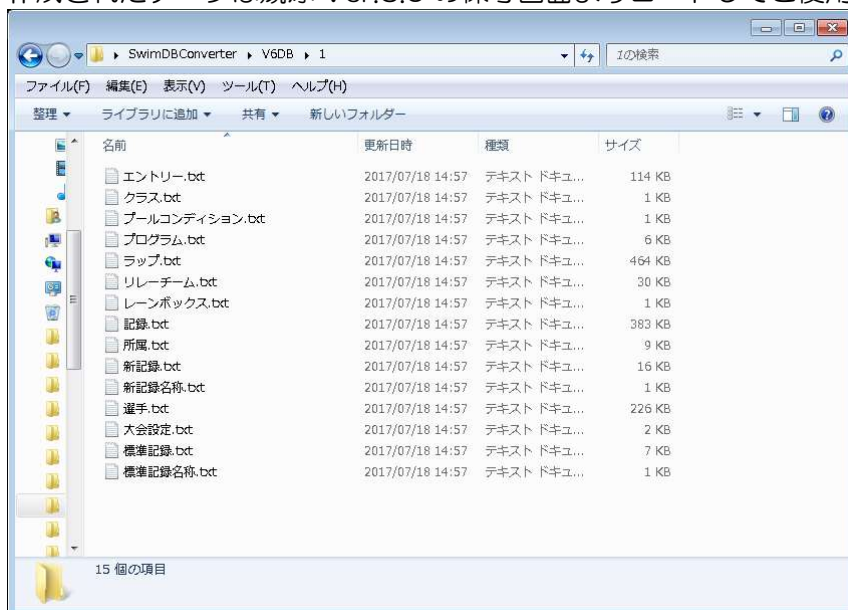 SwimDBConverter ▸ V6DB ▸ 1
1の検索
ファイル(F) 編集(E) 表示(V) ツール(T) ヘルプ(H)
整理 ライブラリに追加 共有 新しいフォルダー
名前 更新日時 種類 サイズ
エントリー.txt 2017/07/18 14:57 テキスト ドキュ... 114 KB
クラス.txt 2017/07/18 14:57 テキスト ドキュ... 1 KB
プールコンディション.txt 2017/07/18 14:57 テキスト ドキュ... 1 KB
プログラム.txt 2017/07/18 14:57 テキスト ドキュ... 6 KB
ラップ.txt 2017/07/18 14:57 テキスト ドキュ... 464 KB
リレーチーム.txt 2017/07/18 14:57 テキスト ドキュ... 30 KB
レーンボックス.txt 2017/07/18 14:57 テキスト ドキュ... 1 KB
記録.txt 2017/07/18 14:57 テキスト ドキュ... 383 KB
所属.txt 2017/07/18 14:57 テキスト ドキュ... 9 KB
新記録.txt 2017/07/18 14:57 テキスト ドキュ... 16 KB
新記録名称.txt 2017/07/18 14:57 テキスト ドキュ... 1 KB
選手.txt 2017/07/18 14:57 テキスト ドキュ... 226 KB
大会設定.txt 2017/07/18 14:57 テキスト ドキュ... 2 KB
標準記録.txt 2017/07/18 14:57 テキスト ドキュ... 7 KB
標準記録名称.txt 2017/07/18 14:57 テキスト ドキュ... 1 KB
15 個の項目